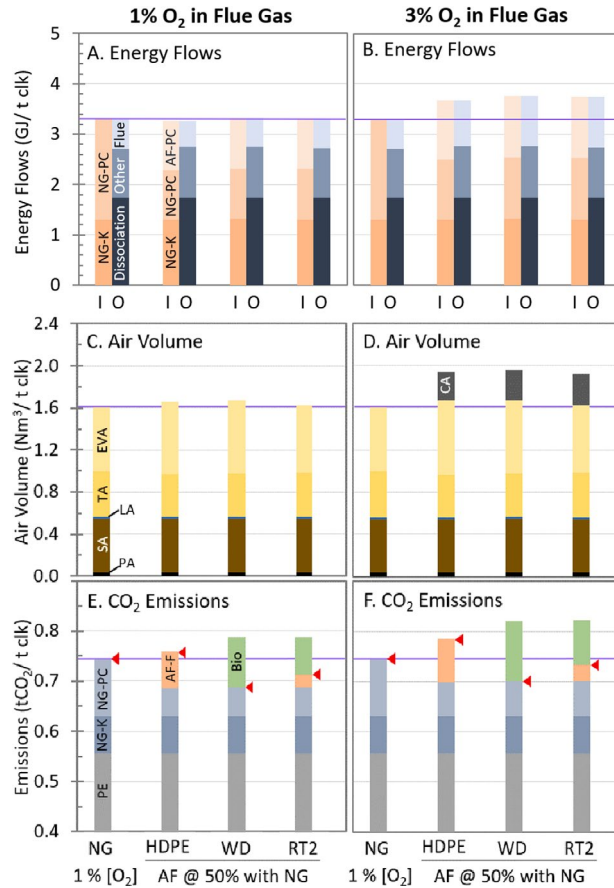 1% O₂ in Flue Gas
3% O₂ in Flue Gas
A. Energy Flows
B. Energy Flows
Energy Flows (GJ/ t clk)
5
4
3
2
1
0
NG-PC
NG-K
Flue
Other
Dissociation
AF-PC
NG-PC
NG-K
I O I O I O I O
I O I O I O I O
C. Air Volume
D. Air Volume
Air Volume (Nm³/ t clk)
2.4
2.0
1.6
1.2
0.8
0.4
0.0
EVA
TA
LA
SA
PA
CA
E. CO₂ Emissions
F. CO₂ Emissions
Emissions (tCO₂/ t clk)
0.8
0.7
0.6
0.5
0.4
NG-PC
NG-K
PE
AF-F
Bio
NG HDPE WD RT2
NG HDPE WD RT2
1 % [O₂] AF @ 50% with NG
1 % [O₂] AF @ 50% with NG